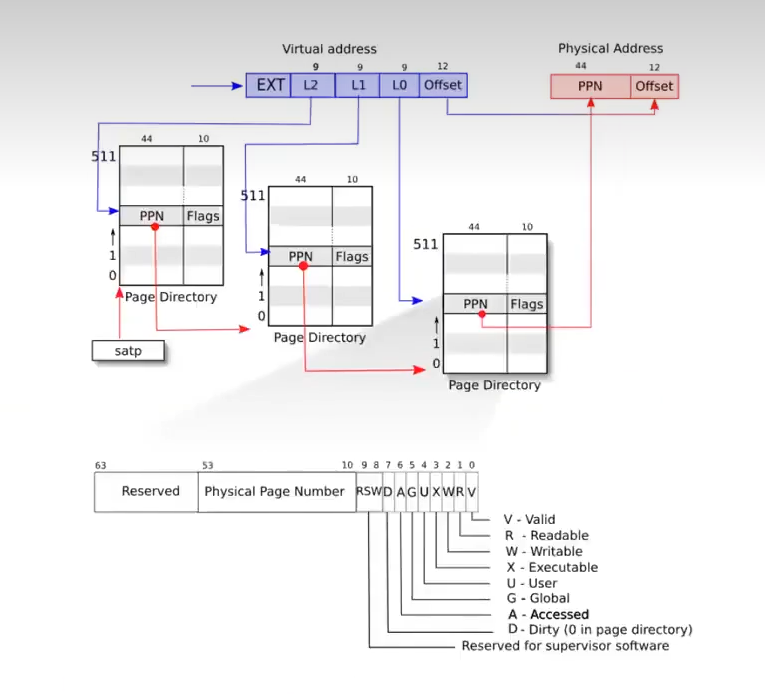 Virtual address
Physical Address
9 9 9 12
EXT L2 L1 L0 Offset
44 12
PPN Offset
44 10
511
PPN Flags
1
0
Page Directory
satp
44 10
511
PPN Flags
1
0
Page Directory
44 10
511
PPN Flags
1
0
Page Directory
63 53 10 9 8 7 6 5 4 3 2 1 0
Reserved Physical Page Number RSW D A G U X W R V
V - Valid
R - Readable
W - Writable
X - Executable
U - User
G - Global
A - Accessed
D - Dirty (0 in page directory)
Reserved for supervisor software